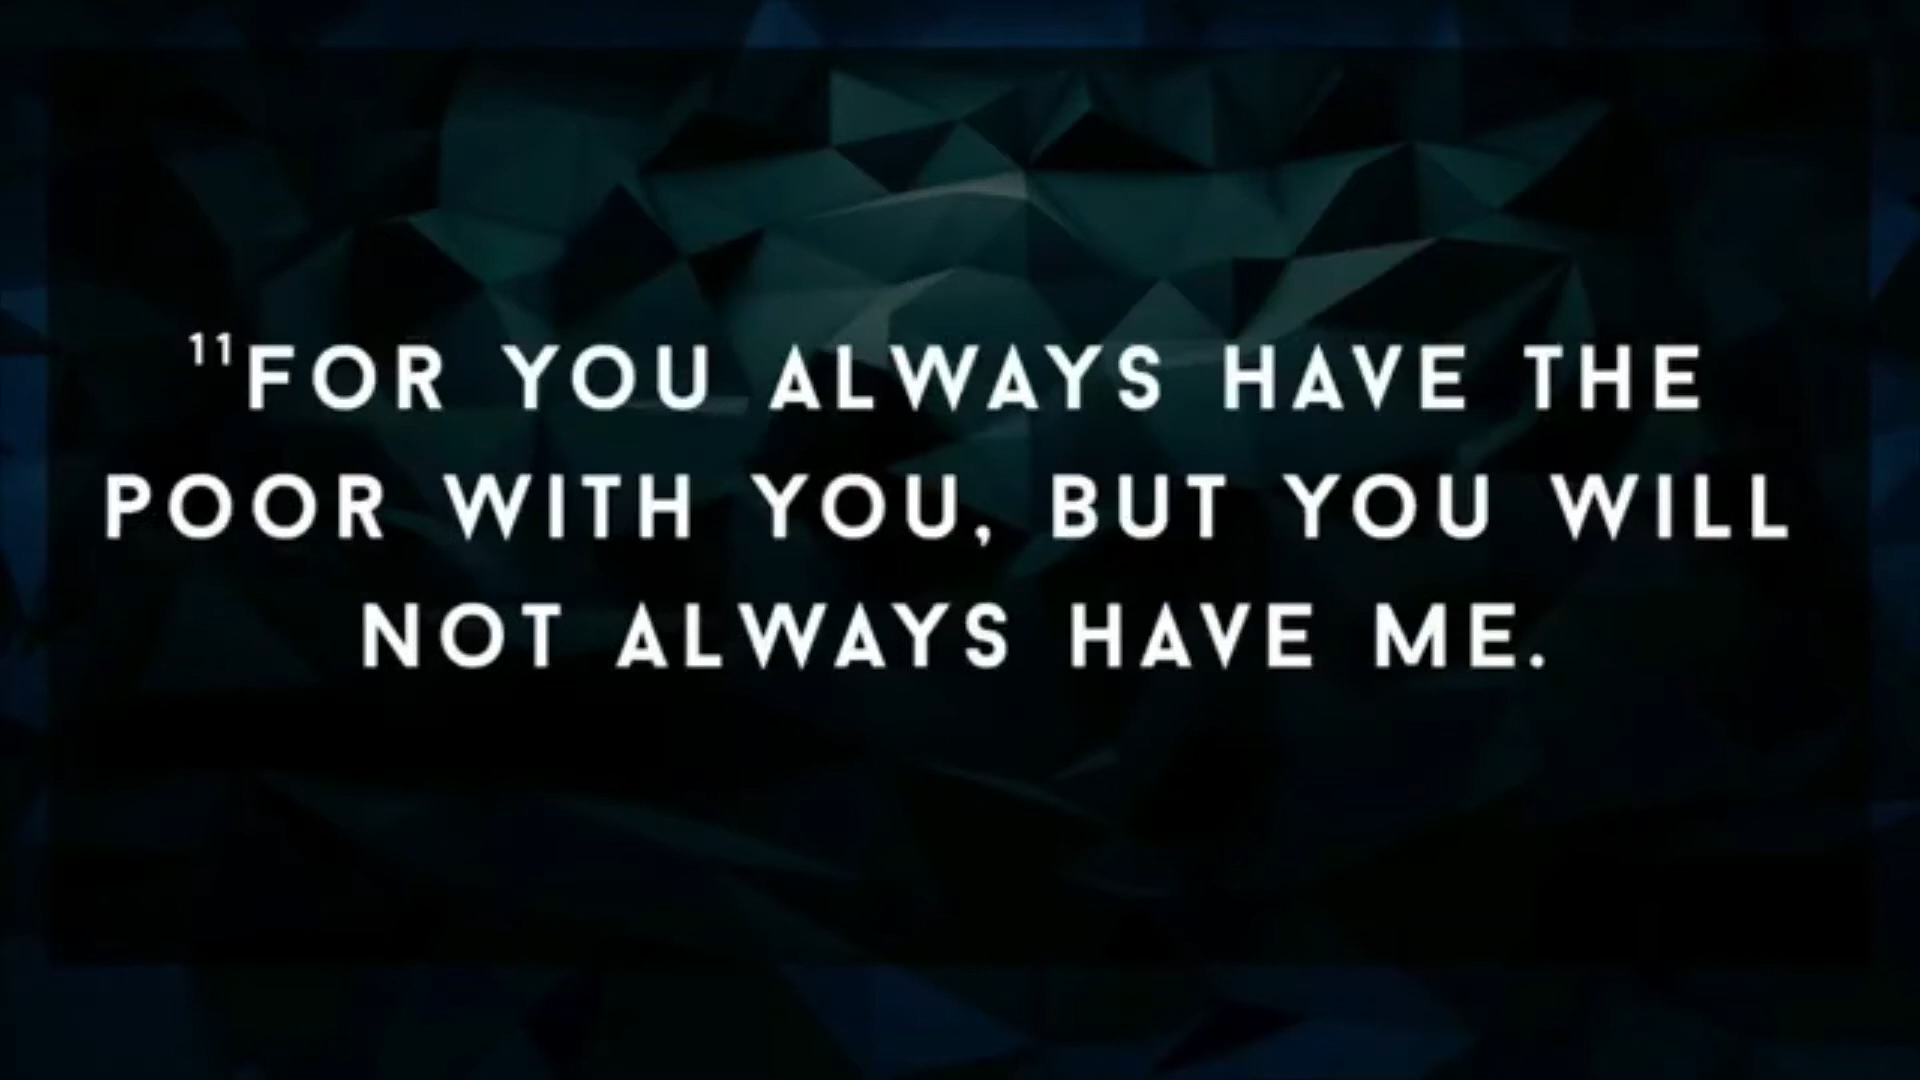 ¹¹FOR YOU ALWAYS HAVE THE
POOR WITH YOU, BUT YOU WILL
NOT ALWAYS HAVE ME.